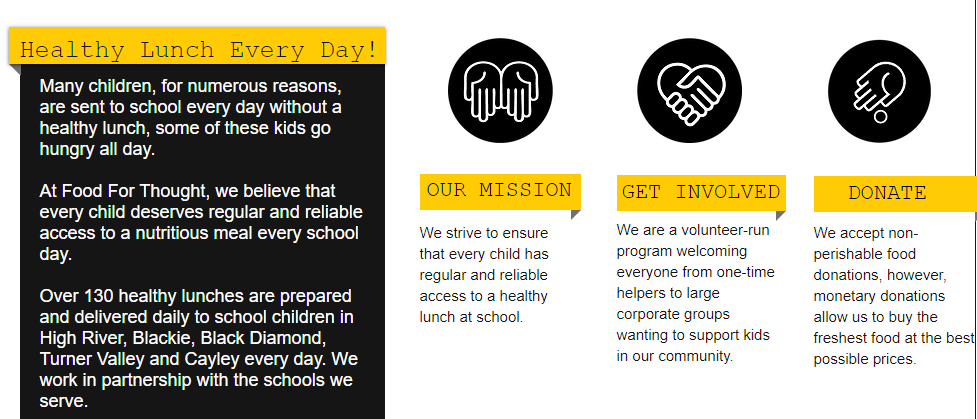 Healthy Lunch Every Day!
Many children, for numerous reasons,
are sent to school every day without a
healthy lunch, some of these kids go
hungry all day.
At Food For Thought, we believe that
every child deserves regular and reliable
access to a nutritious meal every school
day.
Over 130 healthy lunches are prepared
and delivered daily to school children in
High River, Blackie, Black Diamond,
Turner Valley and Cayley every day. We
work in partnership with the schools we
serve.
OUR MISSION
We strive to ensure
that every child has
regular and reliable
access to a healthy
lunch at school.
GET INVOLVED
We are a volunteer-run
program welcoming
everyone from one-time
helpers to large
corporate groups
wanting to support kids
in our community.
DONATE
We accept non-
perishable food
donations, however,
monetary donations
allow us to buy the
freshest food at the best
possible prices.